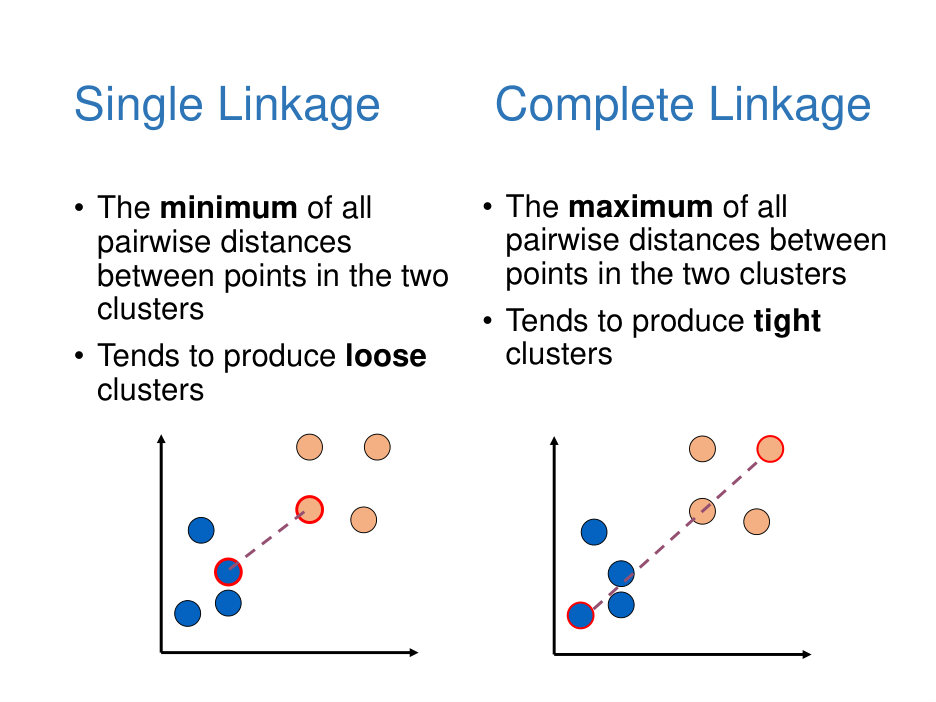 Single Linkage
• The minimum of all
pairwise distances
between points in the two
clusters
• Tends to produce loose
clusters
Complete Linkage
• The maximum of all
pairwise distances between
points in the two clusters
• Tends to produce tight
clusters